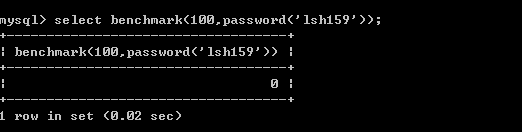 mysql> select benchmark(100,password('lsh159'));
+---------------------------------+
| benchmark(100,password('lsh159')) |
+---------------------------------+
| 0 |
+---------------------------------+
1 row in set (0.02 sec)